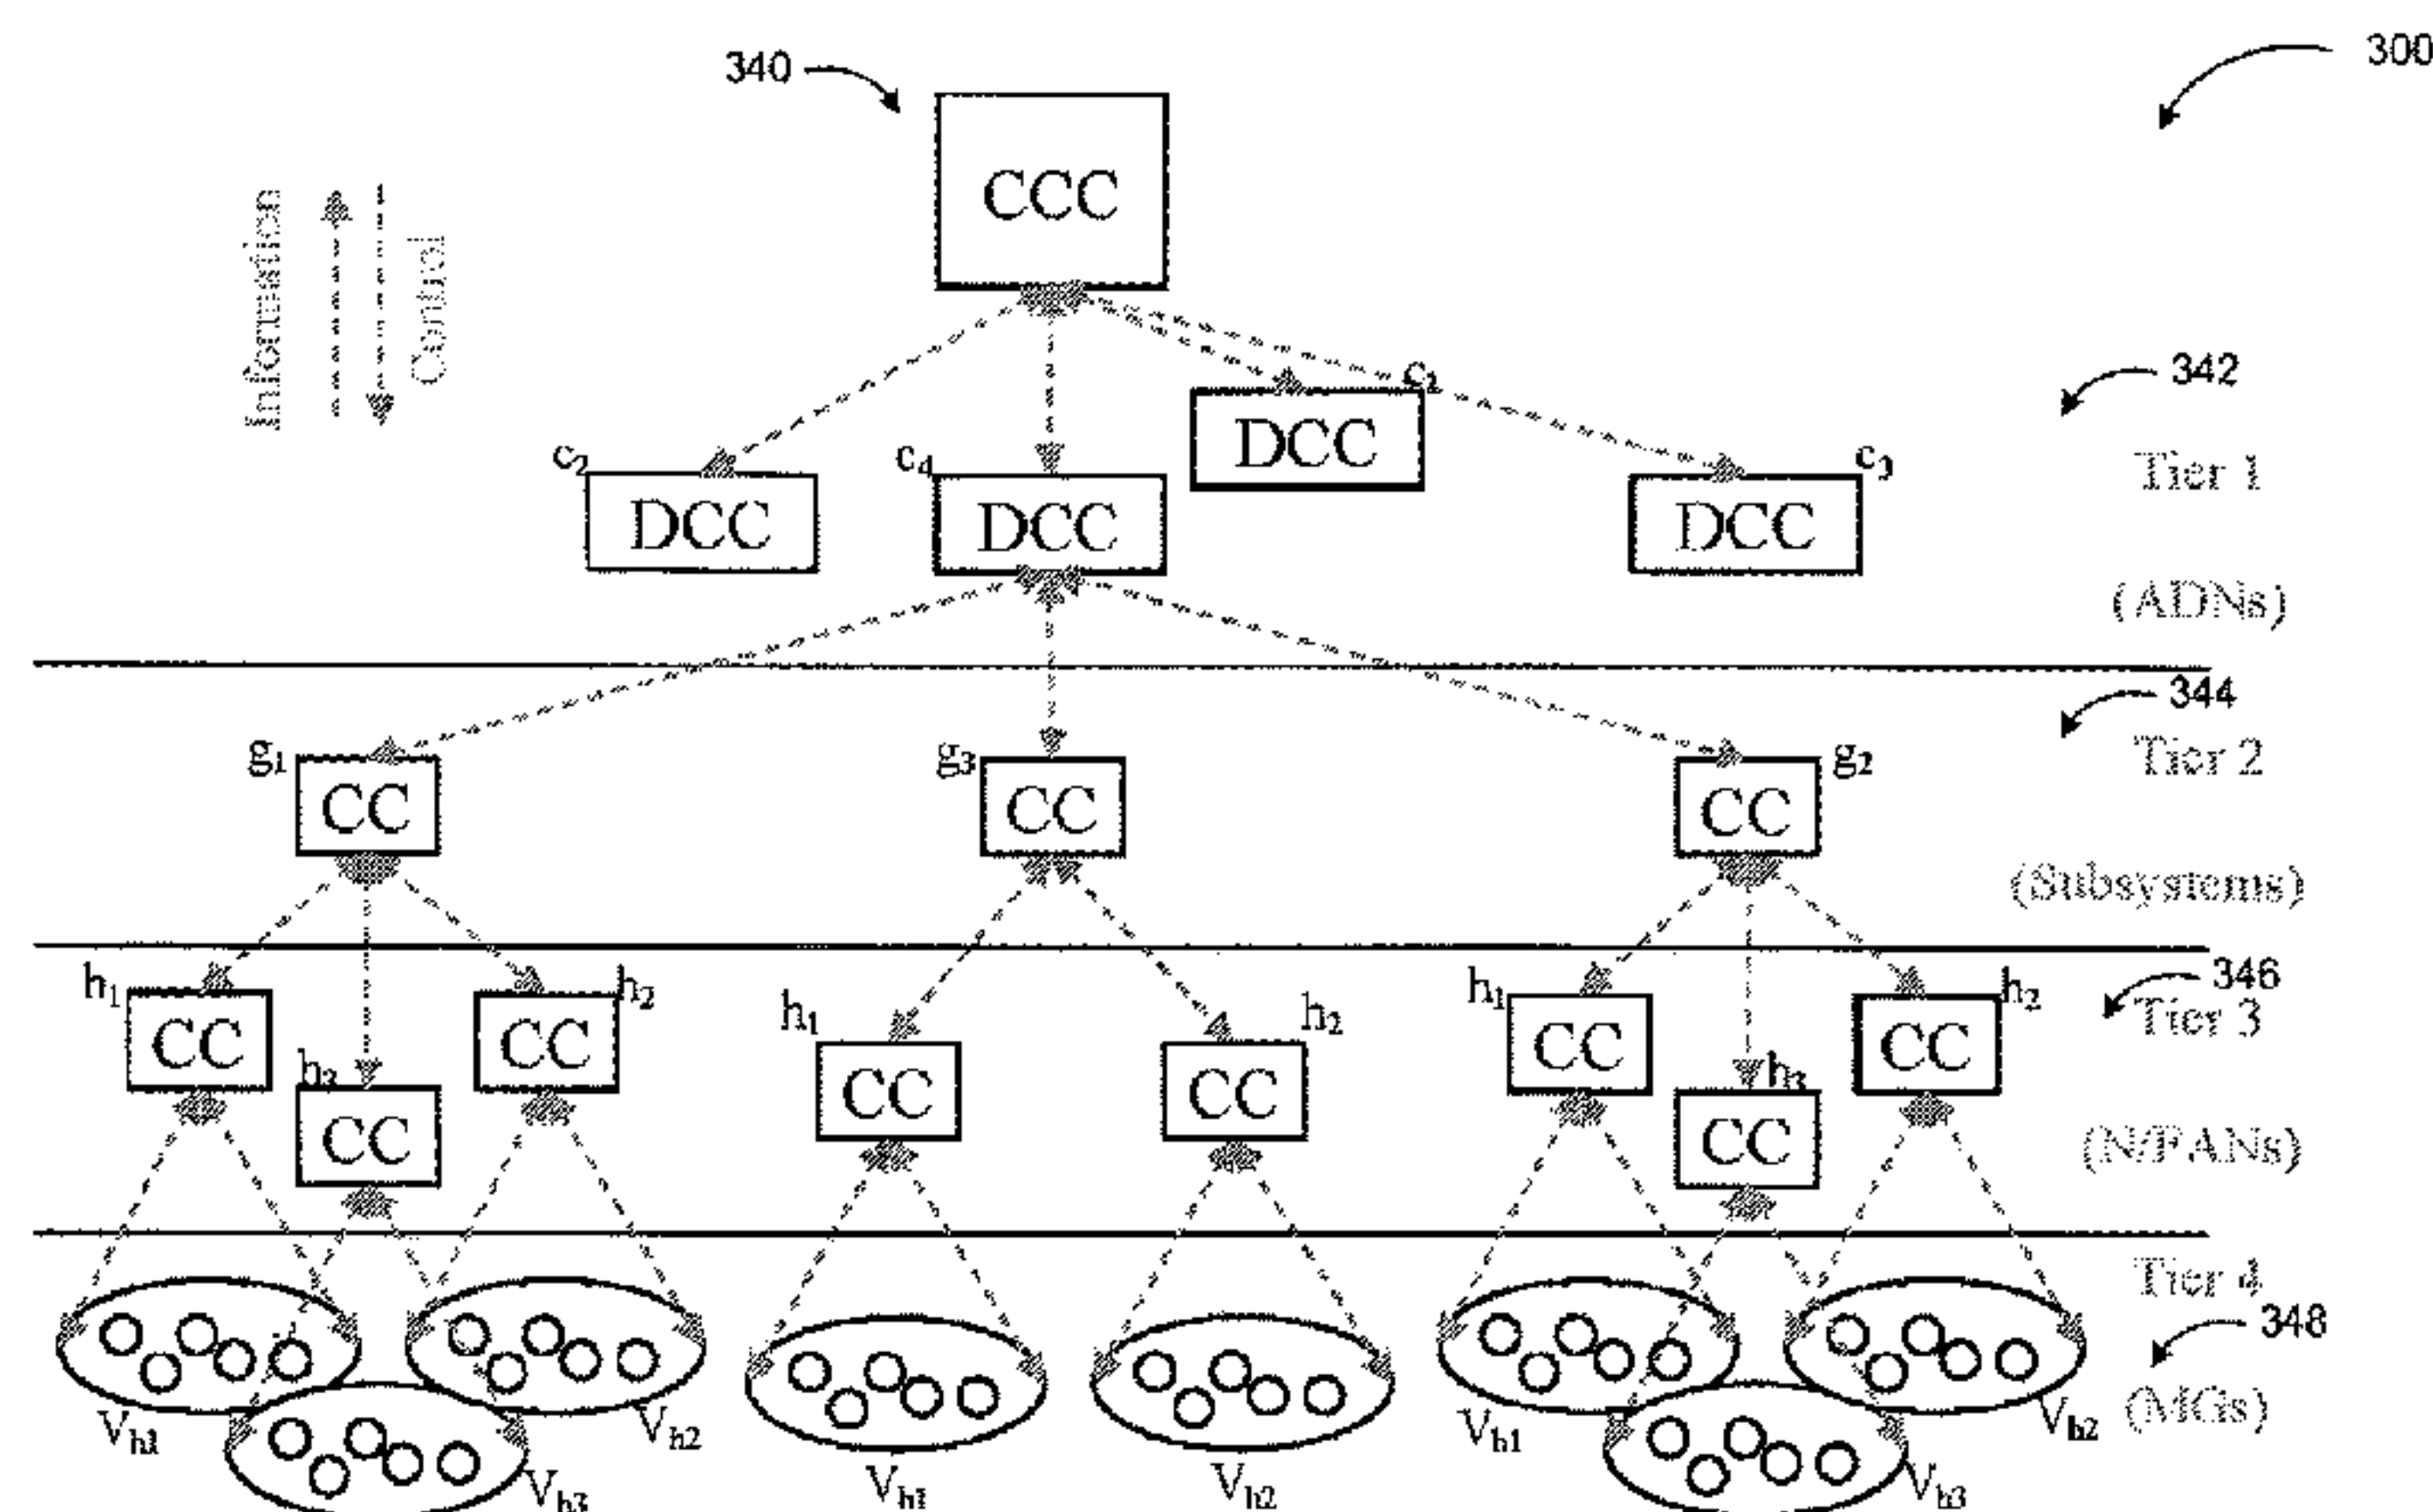 340
300
CCC
Information
Control
342
c₁
DCC
c₂
DCC
c₄
DCC
c₃
DCC
Tier 1
(ADNs)
344
Tier 2
g₁
CC
g₃
CC
g₂
CC
(Subsystems)
346
Tier 3
h₁
CC
h₂
CC
h₃
CC
h₁
CC
h₂
CC
h₁
CC
h₂
CC
h₃
CC
(N/FANs)
Tier 4
348
(MGs)
Vₕ₁
Vₕ₂
Vₕ₃
Vₕ₁
Vₕ₂
Vₕ₁
Vₕ₂
Vₕ₃